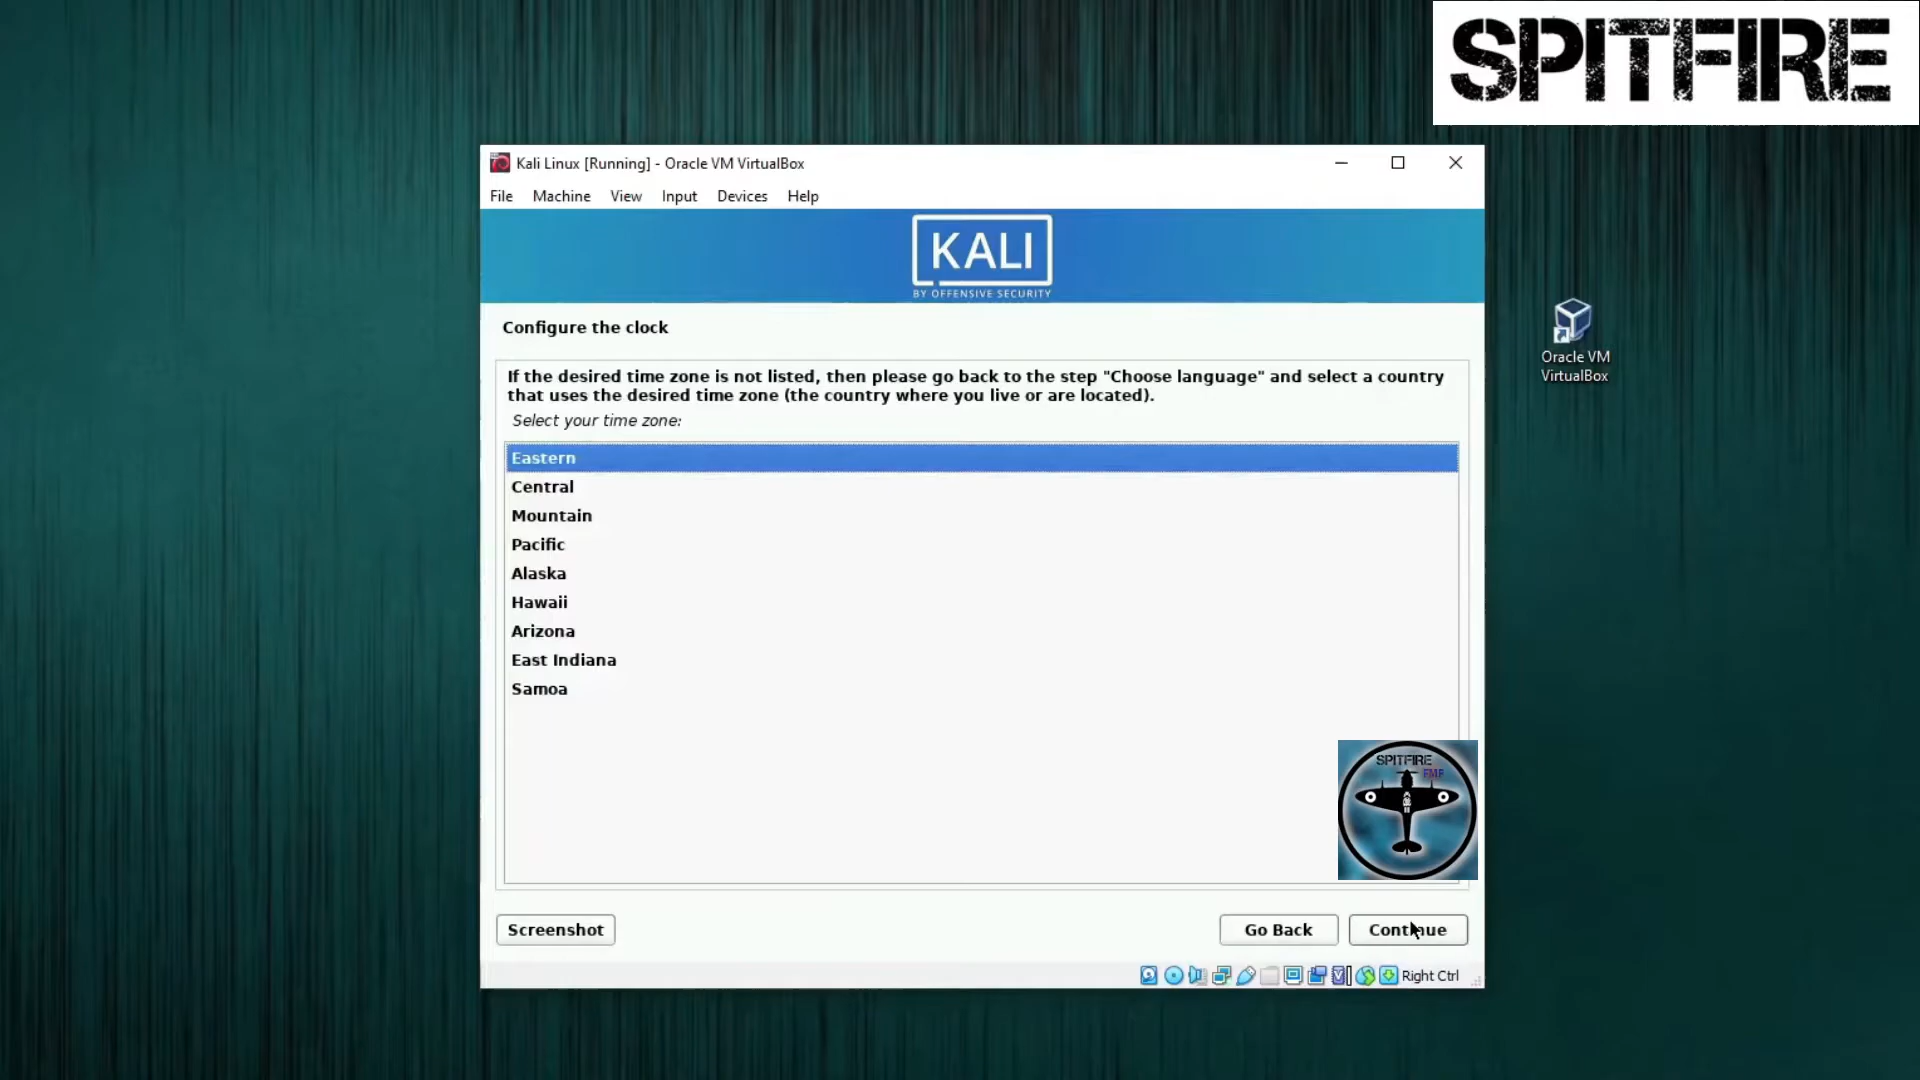 SPITFIRE
Kali Linux [Running] - Oracle VM VirtualBox
File Machine View Input Devices Help
KALI
BY OFFENSIVE SECURITY
Configure the clock
Oracle VM
VirtualBox
If the desired time zone is not listed, then please go back to the step "Choose language" and select a country
that uses the desired time zone (the country where you live or are located).
Select your time zone:
Eastern
Central
Mountain
Pacific
Alaska
Hawaii
Arizona
East Indiana
Samoa
SPITFIRE
FMF
Screenshot
Go Back
Continue
Right Ctrl